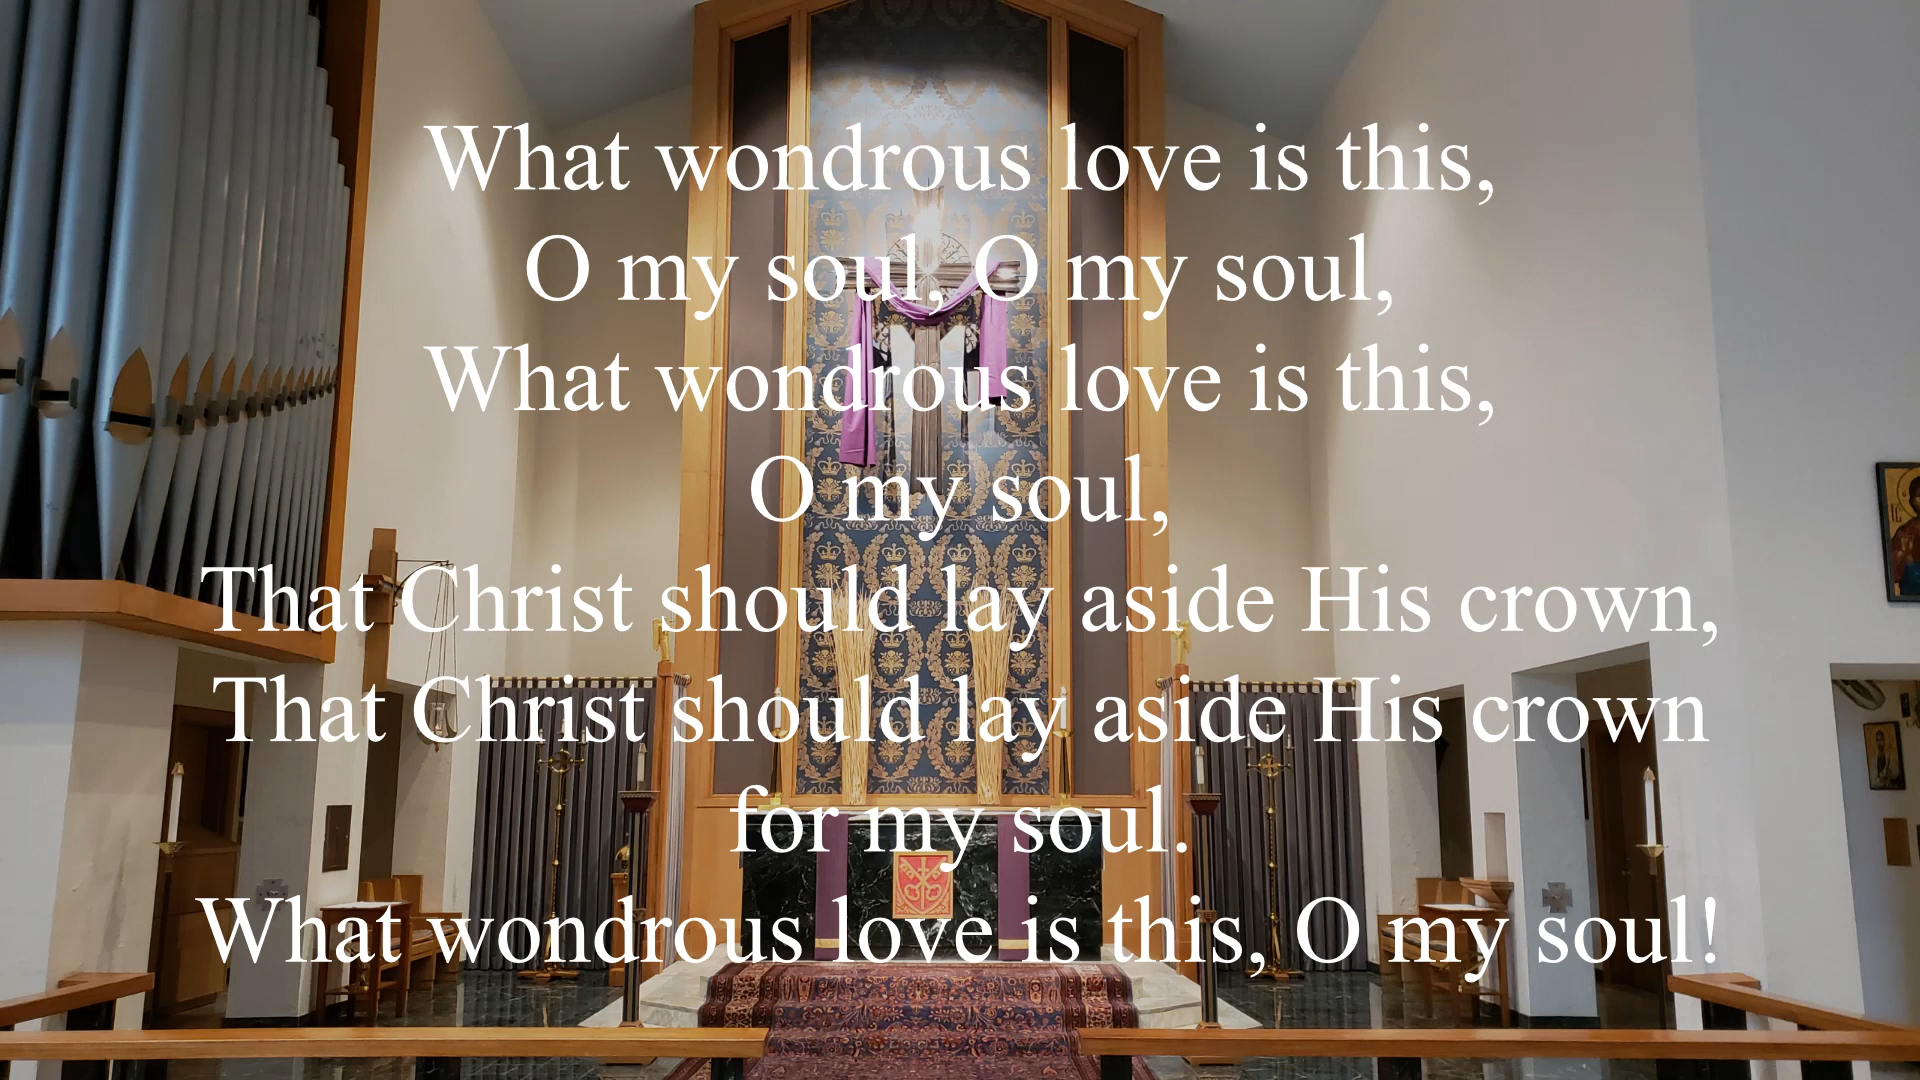 What wondrous love is this,
O my soul, O my soul,
What wondrous love is this,
O my soul,
That Christ should lay aside His crown,
That Christ should lay aside His crown
for my soul.
What wondrous love is this, O my soul!